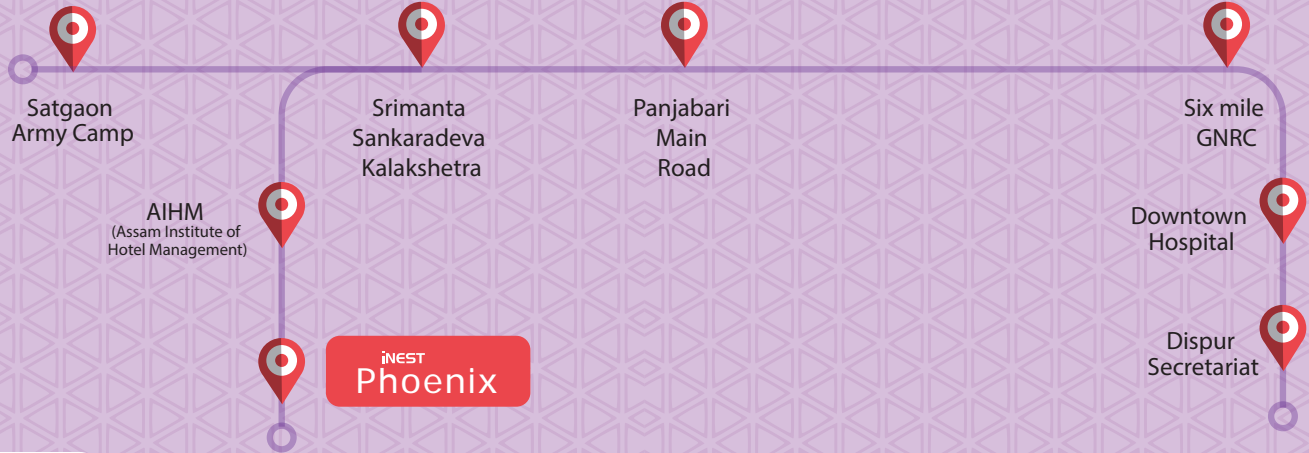 Satgaon
Army Camp
Srimanta
Sankaradeva
Kalakshetra
Panjabari
Main
Road
Six mile
GNRC
AIHM
(Assam Institute of
Hotel Management)
Downtown
Hospital
iNEST
Phoenix
Dispur
Secretariat